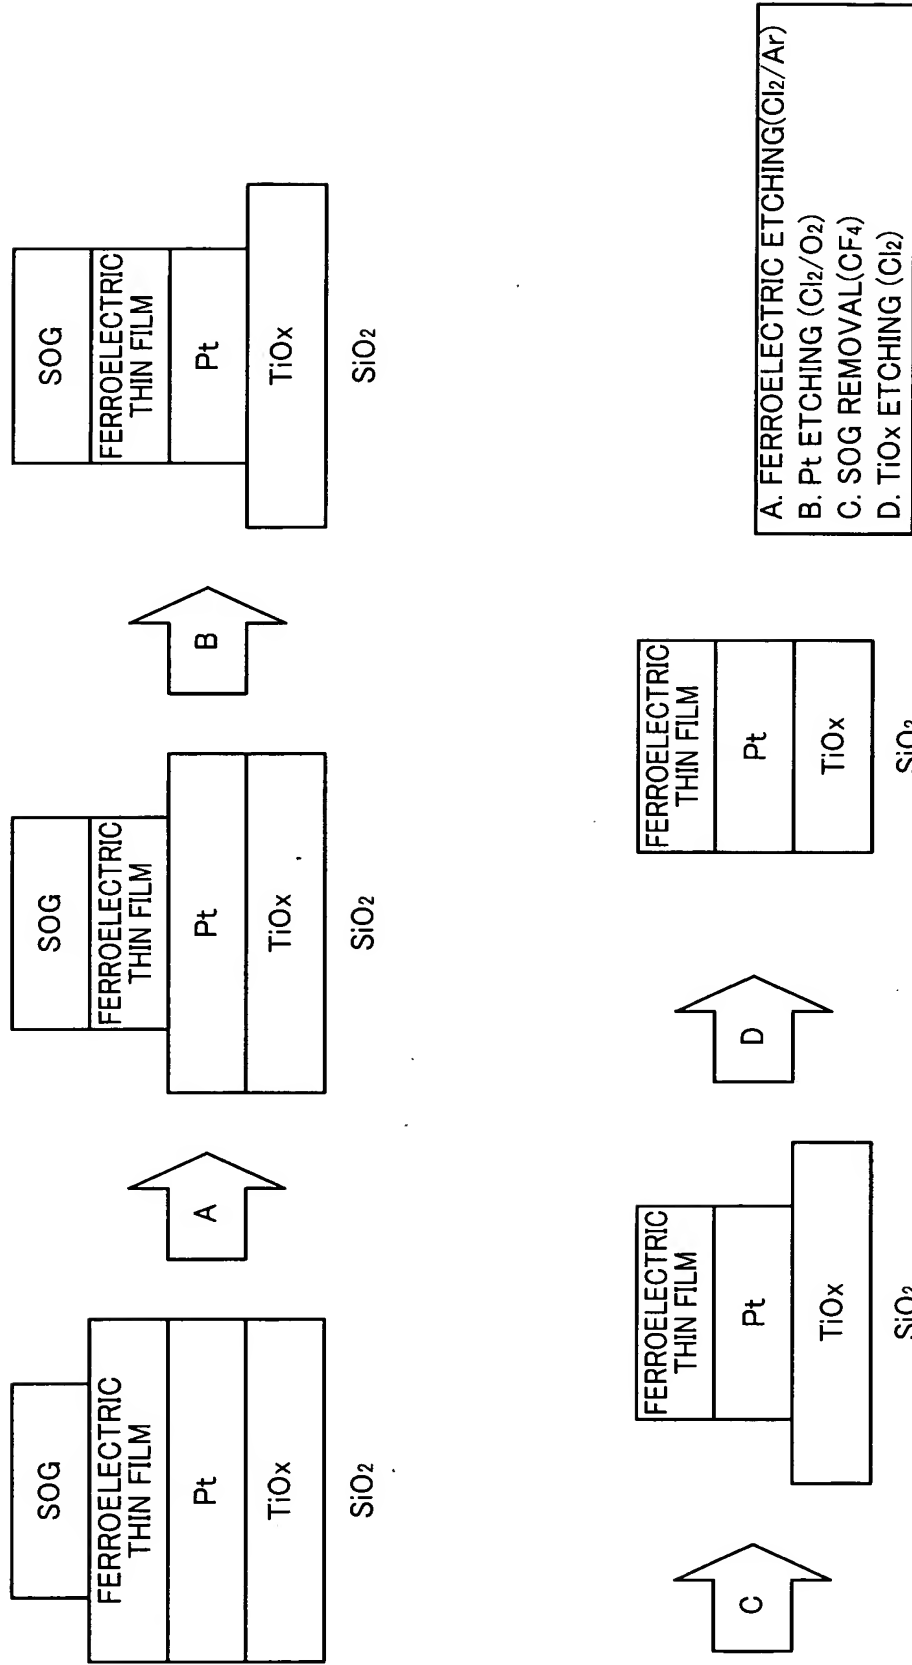 SOG
FERROELECTRIC
THIN FILM
Pt
TiOx
SiO2
A
SOG
FERROELECTRIC
THIN FILM
Pt
TiOx
SiO2
B
SOG
FERROELECTRIC
THIN FILM
Pt
TiOx
SiO2
C
FERROELECTRIC
THIN FILM
Pt
TiOx
SiO2
D
FERROELECTRIC
THIN FILM
Pt
TiOx
SiO2
A. FERROELECTRIC ETCHING(Cl2/Ar)
B. Pt ETCHING (Cl2/O2)
C. SOG REMOVAL(CF4)
D. TiOx ETCHING (Cl2)